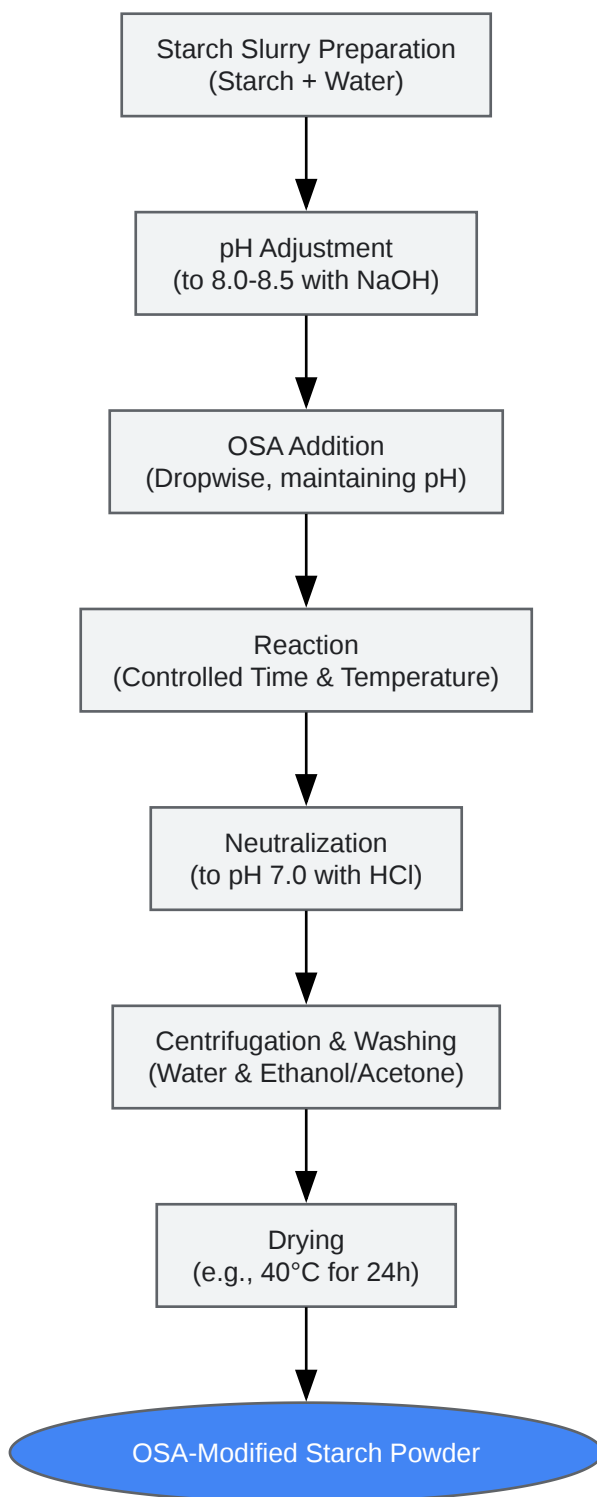 Starch Slurry Preparation
(Starch + Water)
pH Adjustment
(to 8.0-8.5 with NaOH)
OSA Addition
(Dropwise, maintaining pH)
Reaction
(Controlled Time & Temperature)
Neutralization
(to pH 7.0 with HCl)
Centrifugation & Washing
(Water & Ethanol/Acetone)
Drying
(e.g., 40°C for 24h)
OSA-Modified Starch Powder